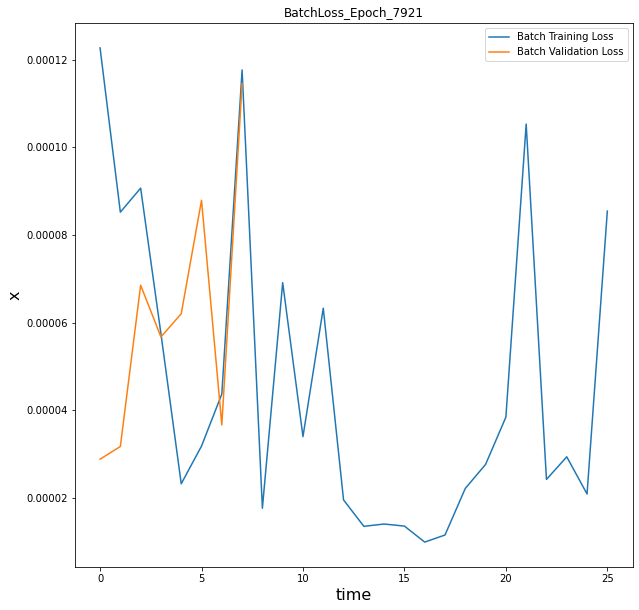 BatchLoss_Epoch_7921
Batch Training Loss
Batch Validation Loss
0.00012
0.00010
0.00008
0.00006
0.00004
0.00002
x
0 5 10 15 20 25
time